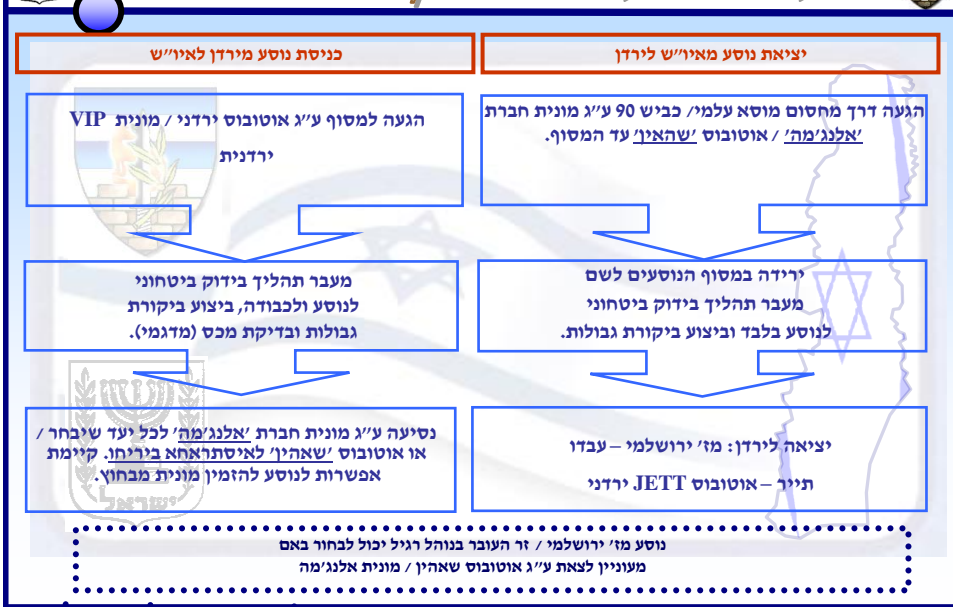 יציאת נוסע מאיו״ש לירדן
הגעה דרך מחסום מוסא עלמי/ כביש 90 ע״ג מונית חברת
'אלנג'מה' / אוטובוס 'שהאין' עד המסוף.
ירידה במסוף הנוסעים לשם
מעבר תהליך בידוק ביטחוני
לנוסע בלבד וביצוע ביקורת גבולות.
יציאה לירדן: מז' ירושלמי – עבדו
תייר – אוטובוס JETT ירדני
כניסת נוסע מירדן לאיו״ש
הגעה למסוף ע״ג אוטובוס ירדני / מונית VIP
ירדנית
מעבר תהליך בידוק ביטחוני
לנוסע ולכבודה, ביצוע ביקורת
גבולות ובדיקת מכס (מדגמי).
נסיעה ע״ג מונית חברת 'אלנג'מה' לכל יעד שיבחר /
או אוטובוס 'שאהין' לאיסתראחא ביריחו. קיימת
אפשרות לנוסע להזמין מונית מבחוץ.
ישראל
נוסע מז' ירושלמי / זר העובר בנוהל רגיל יכול לבחור באם
מעוניין לצאת ע״ג אוטובוס שאהין / מונית אלנג'מה